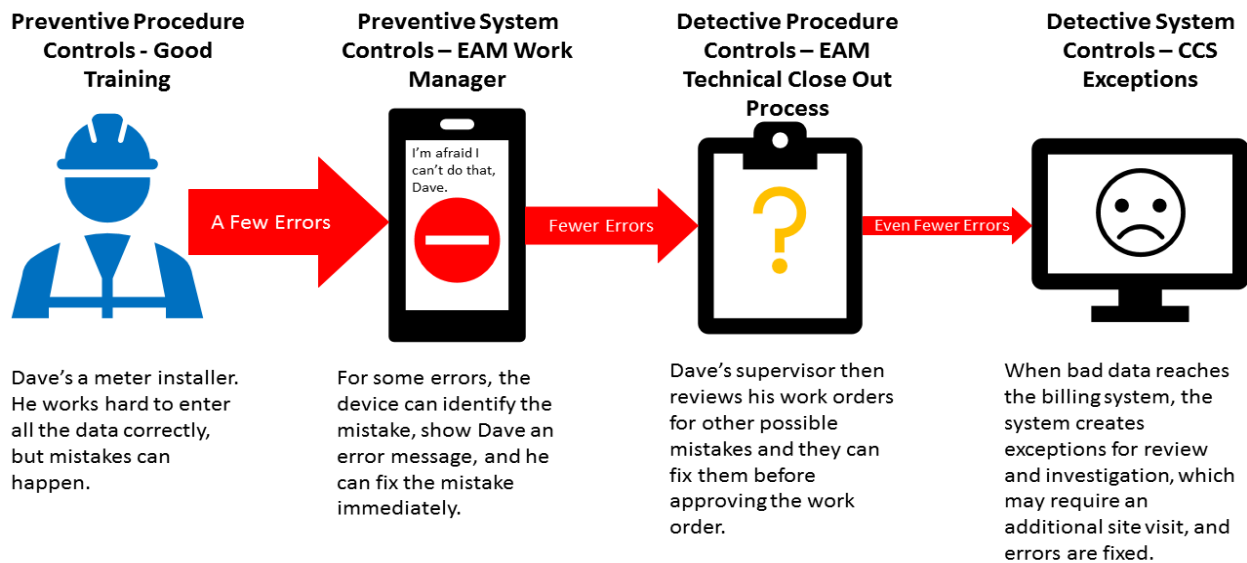 Preventive Procedure
Controls - Good
Training
Preventive System
Controls – EAM Work
Manager
Detective Procedure
Controls – EAM
Technical Close Out
Process
Detective System
Controls – CCS
Exceptions
I'm afraid I
can't do that,
Dave.
A Few Errors
Fewer Errors
?
Even Fewer Errors
Dave's a meter installer.
He works hard to enter
all the data correctly,
but mistakes can
happen.
For some errors, the
device can identify the
mistake, show Dave an
error message, and he
can fix the mistake
immediately.
Dave's supervisor then
reviews his work orders
for other possible
mistakes and they can
fix them before
approving the work
order.
When bad data reaches
the billing system, the
system creates
exceptions for review
and investigation, which
may require an
additional site visit, and
errors are fixed.